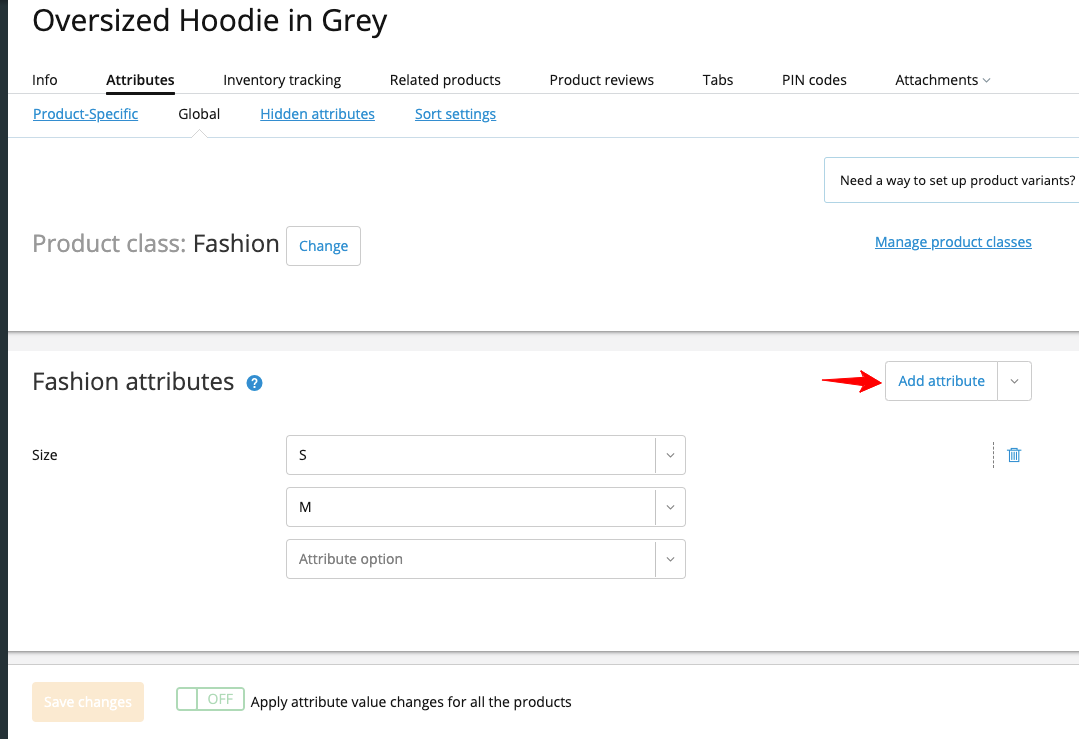 Oversized Hoodie in Grey
Info Attributes Inventory tracking Related products Product reviews Tabs PIN codes Attachments
Product-Specific Global Hidden attributes Sort settings
Need a way to set up product variants?
Product class: Fashion Change Manage product classes
Fashion attributes ? Add attribute
Size S
M
Attribute option
Save changes OFF Apply attribute value changes for all the products